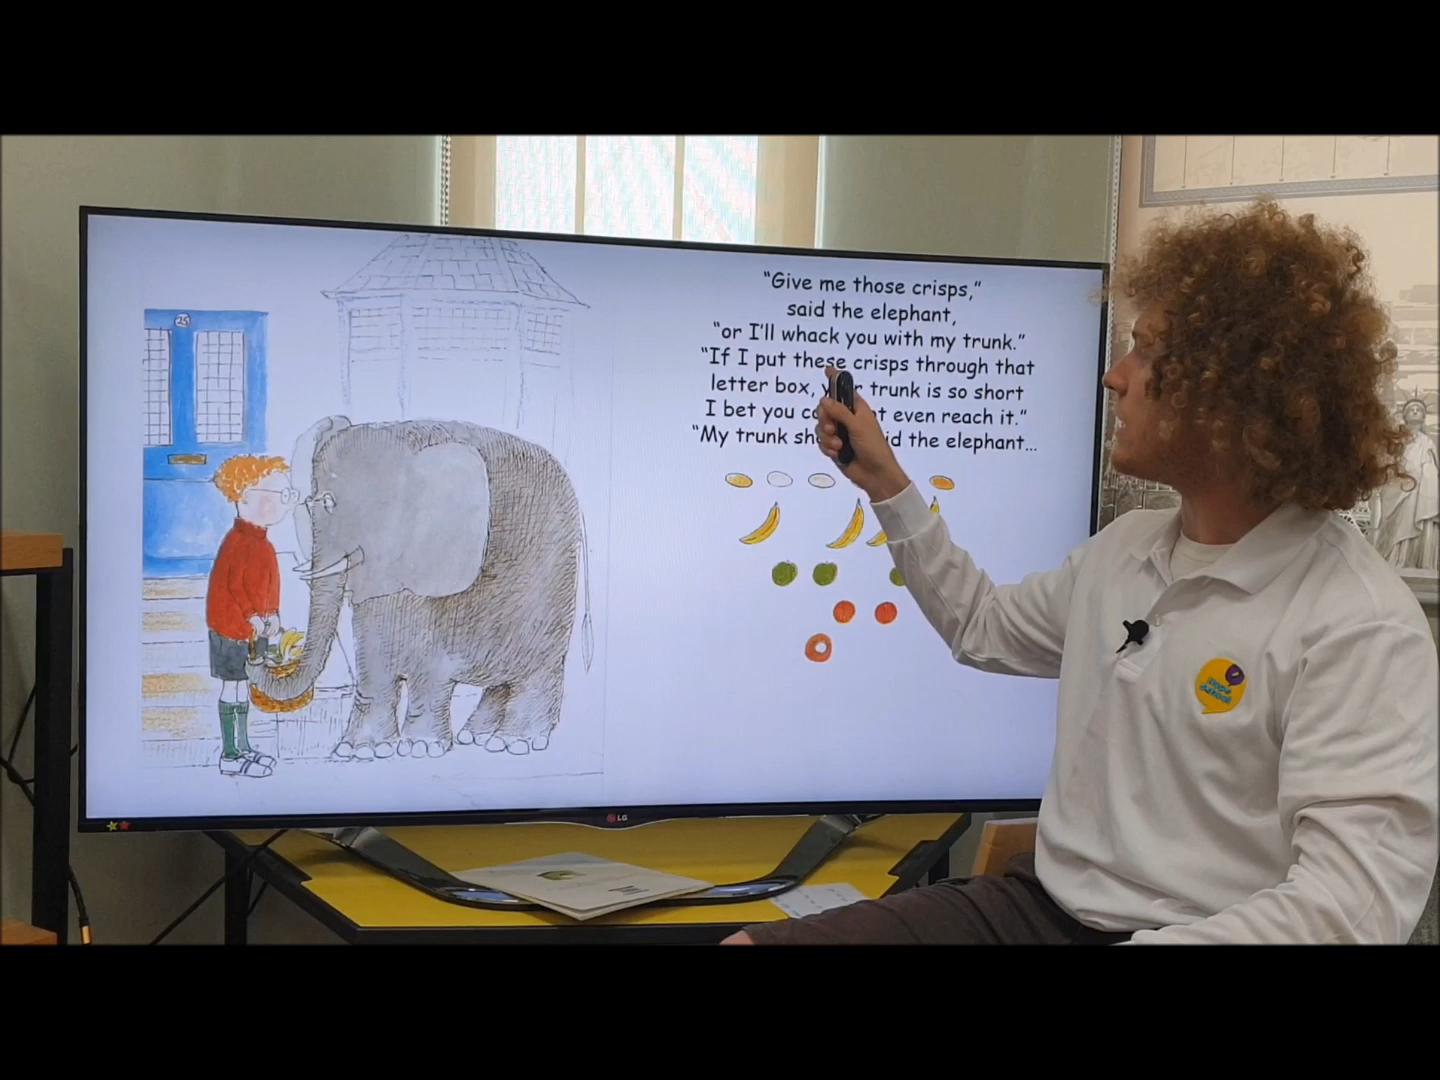 "Give me those crisps,"
said the elephant,
"or I'll whack you with my trunk."
"If I put these crisps through that
letter box, trunk is so short
I bet you even reach it."
"My trunk the elephant...
25
LG